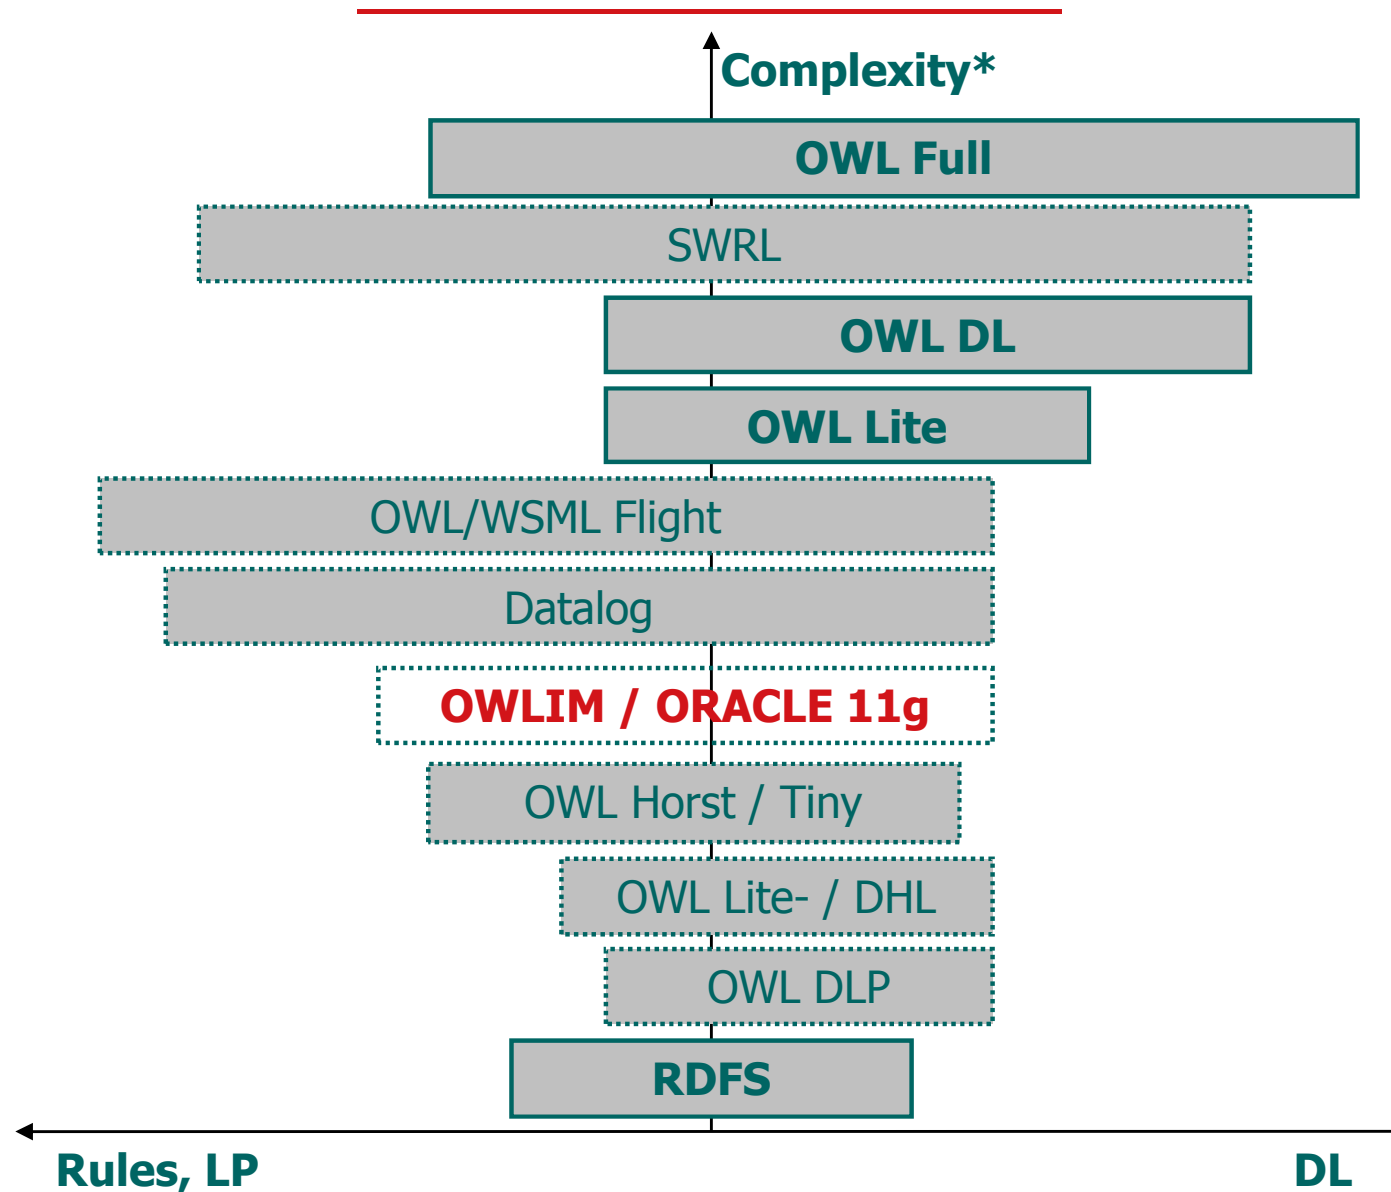 Complexity*
OWL Full
SWRL
OWL DL
OWL Lite
OWL/WSML Flight
Datalog
OWLIM / ORACLE 11g
OWL Horst / Tiny
OWL Lite- / DHL
OWL DLP
RDFS
Rules, LP
DL